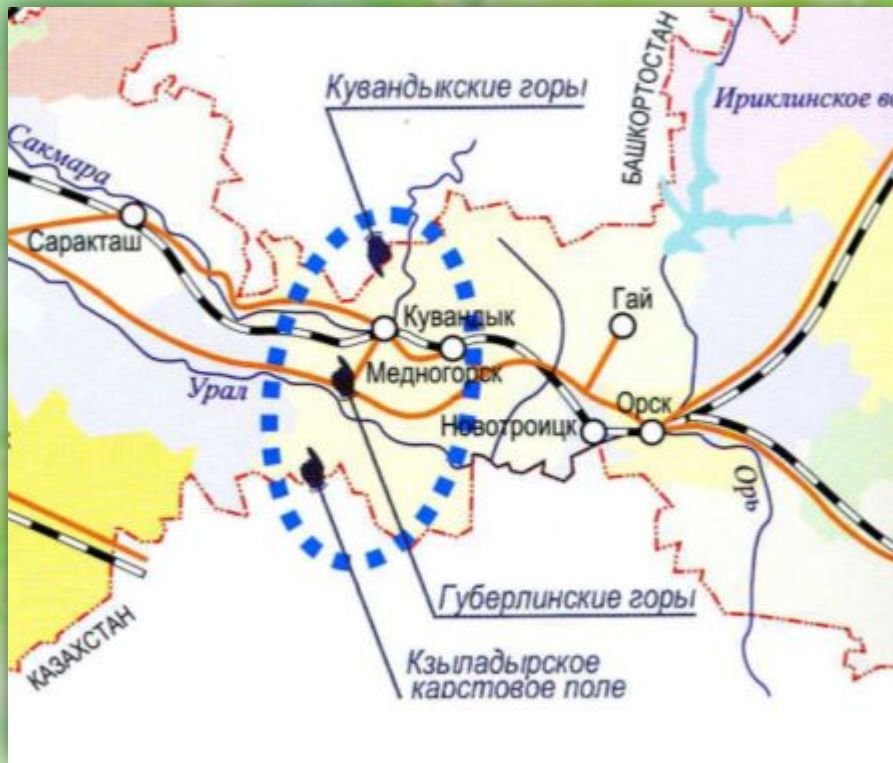 Кувандыкские горы
БАШКОРТОСТАН
Ириклинское
Сакмара
Саракташ
Гай
Кувандык
Медногорск
Урал
Орск
Новотроицк
Орь
Губерлинские горы
КАЗАХСТАН
Кзыладырское
карстовое поле